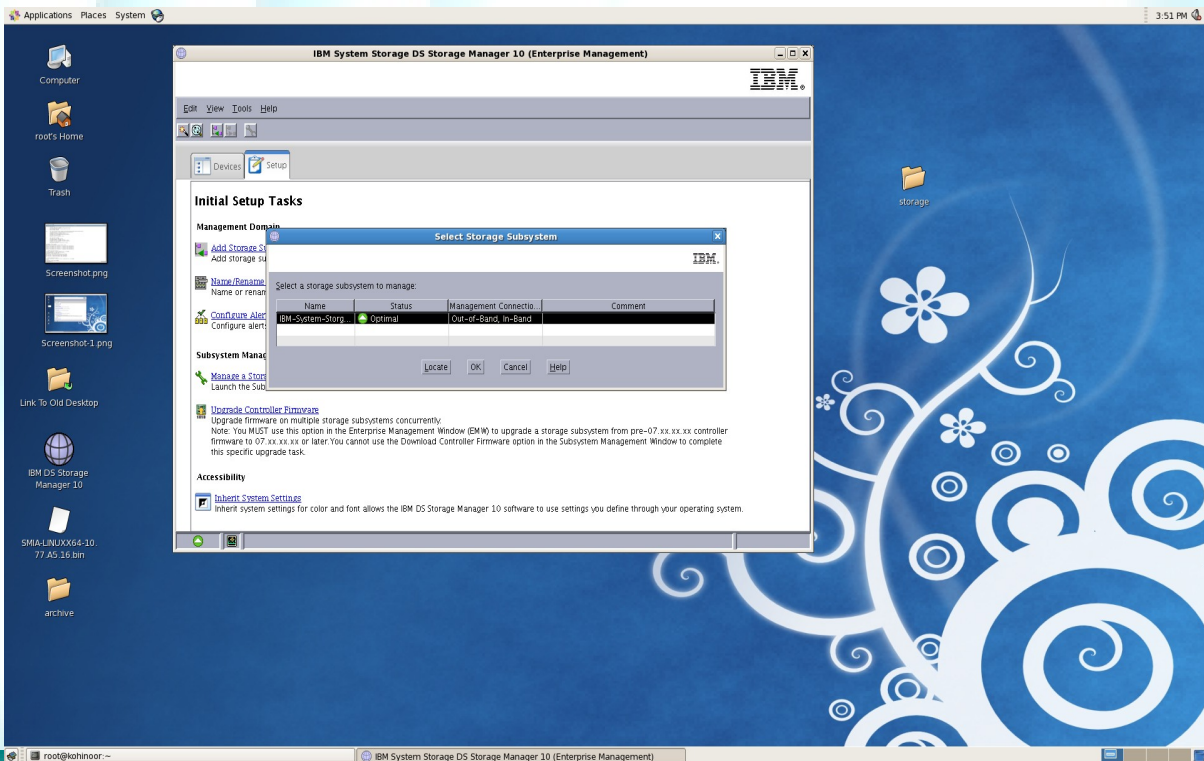 Applications Places System
3:51 PM
Computer
root's Home
Trash
Screenshot.png
Screenshot-1.png
Link To Old Desktop
IBM DS Storage
Manager 10
SMIA-LINUXX64-10.
77.A5.16.bin
archive
storage
IBM System Storage DS Storage Manager 10 (Enterprise Management)
IBM
Edit View Tools Help
Devices
Setup
Initial Setup Tasks
Management Domain
Add Storage Su
Add storage su
Name/Rename
Name or renam
Configure Aler
Configure alert
Subsystem Manag
Manage a Stor
Launch the Sub
Upgrade Controller Firmware
Upgrade firmware on multiple storage subsystems concurrently.
Note: You MUST use this option in the Enterprise Management Window (EMW) to upgrade a storage subsystem from pre-07.xx.xx.xx controller
firmware to 07.xx.xx.xx or later. You cannot use the Download Controller Firmware option in the Subsystem Management Window to complete
this specific upgrade task.
Accessibility
Inherit System Settings
Inherit system settings for color and font allows the IBM DS Storage Manager 10 software to use settings you define through your operating system.
Select Storage Subsystem
IBM
Select a storage subsystem to manage:
Name Status Management Connectio... Comment
IBM-System-Storg... Optimal Out-of-Band, In-Band
Locate OK Cancel Help
root@kohinoor:~
IBM System Storage DS Storage Manager 10 (Enterprise Management)